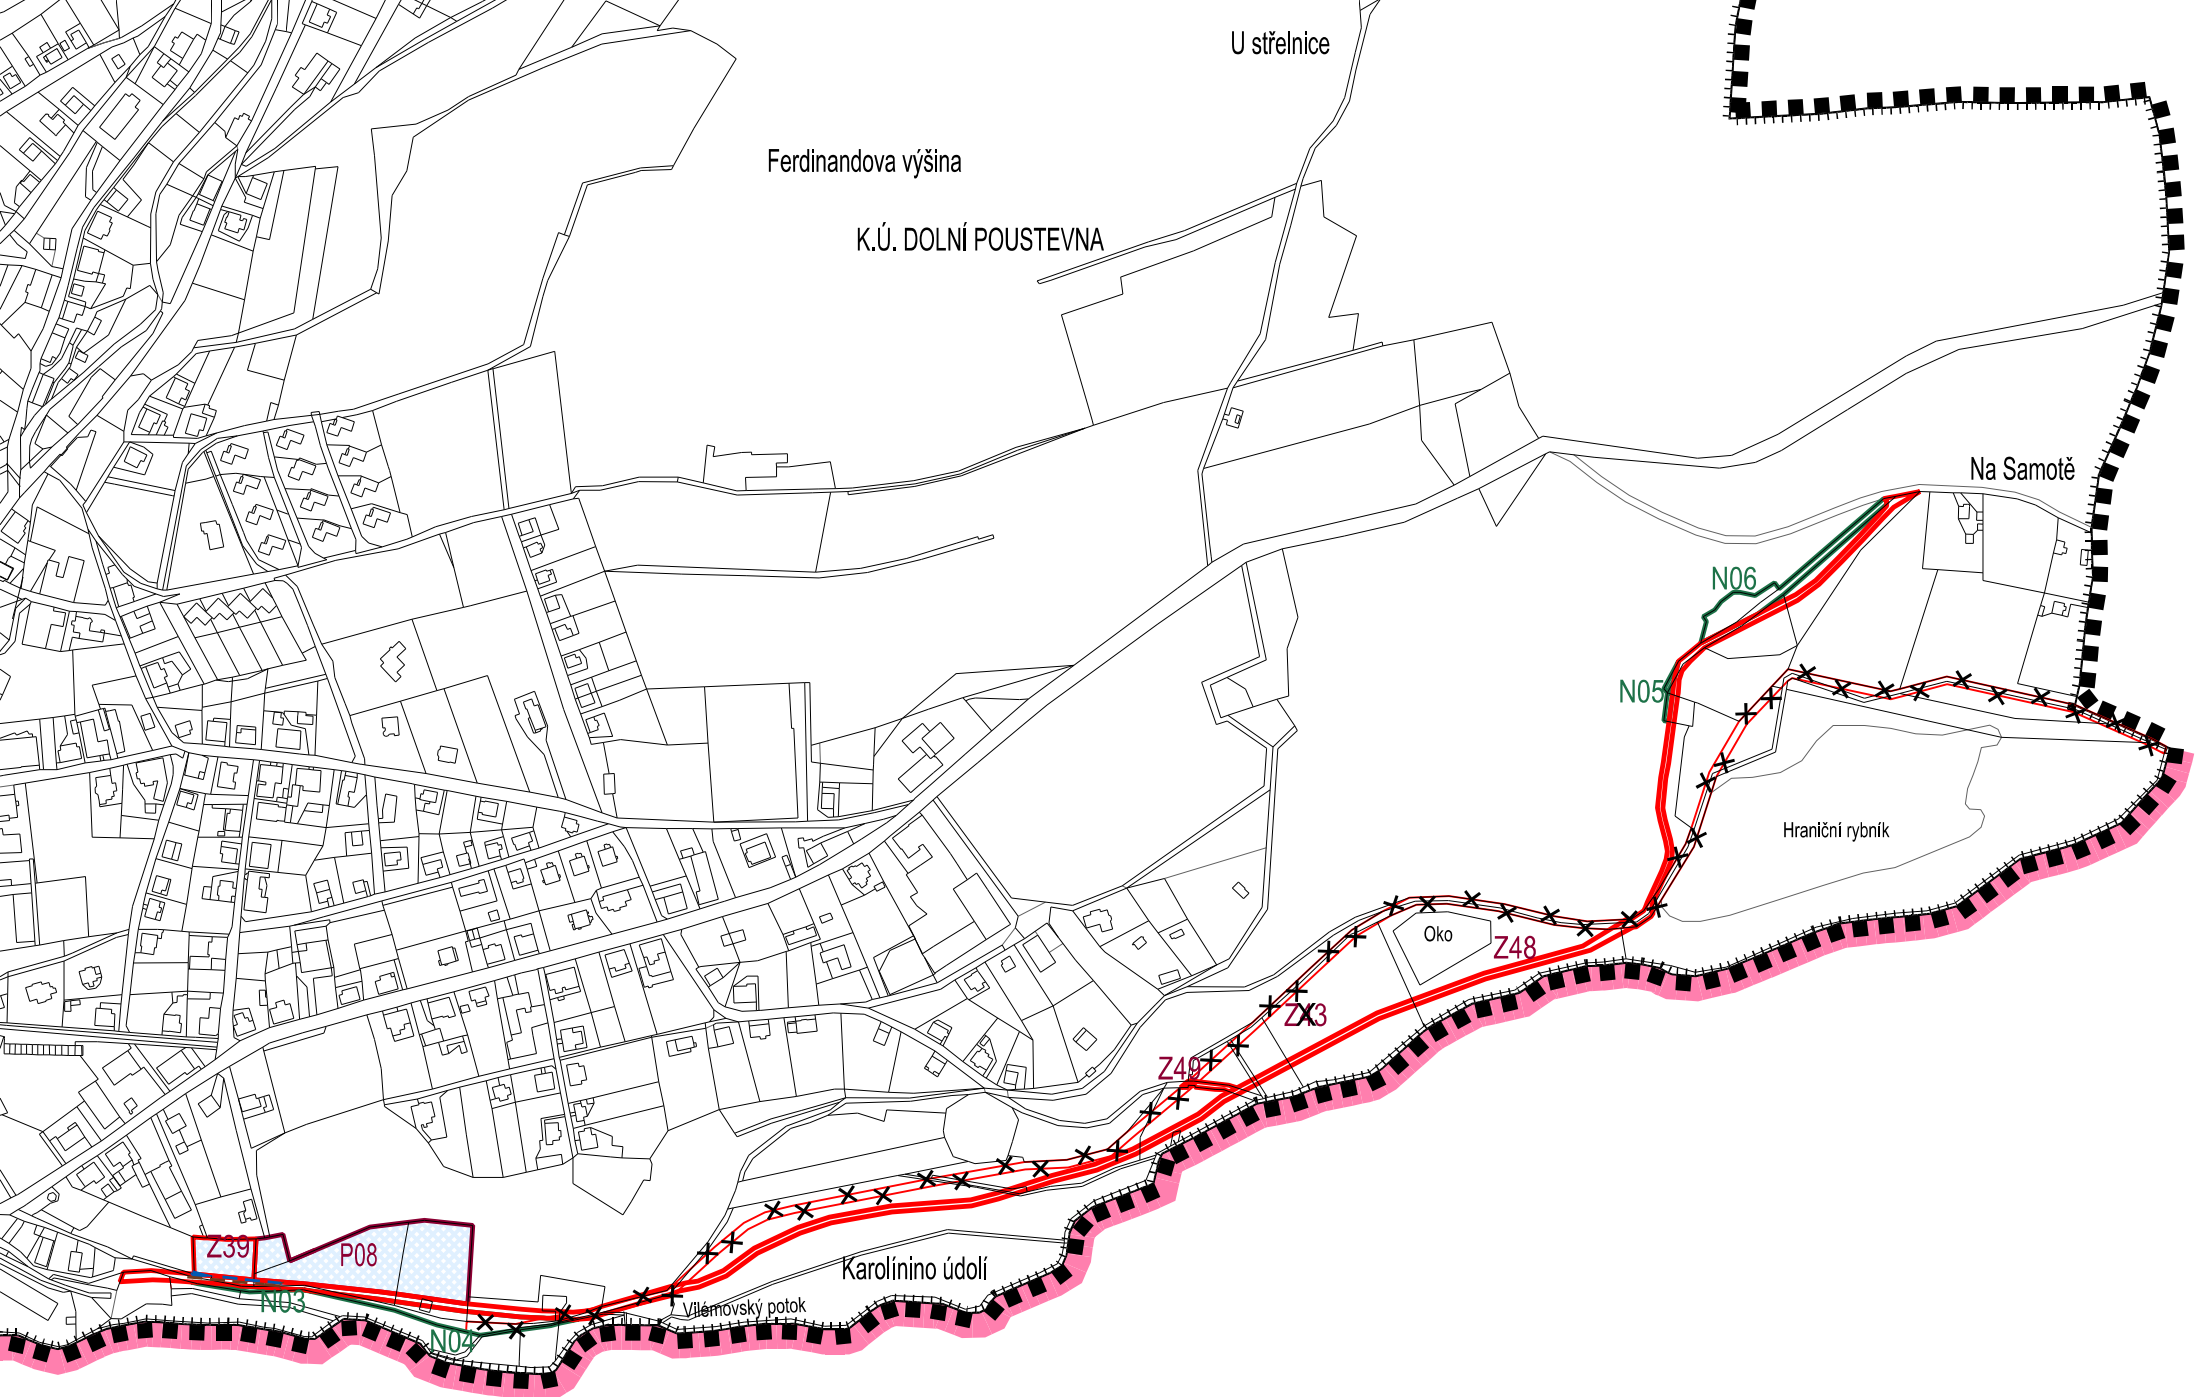 U střelnice
Ferdinandova výšina
K.Ú. DOLNÍ POUSTEVNA
Na Samotě
N06
N05
Hraniční rybník
Oko
Z48
Z43
Z49
Z39
P08
Karolínino údolí
N03
Vilémovský potok
N04